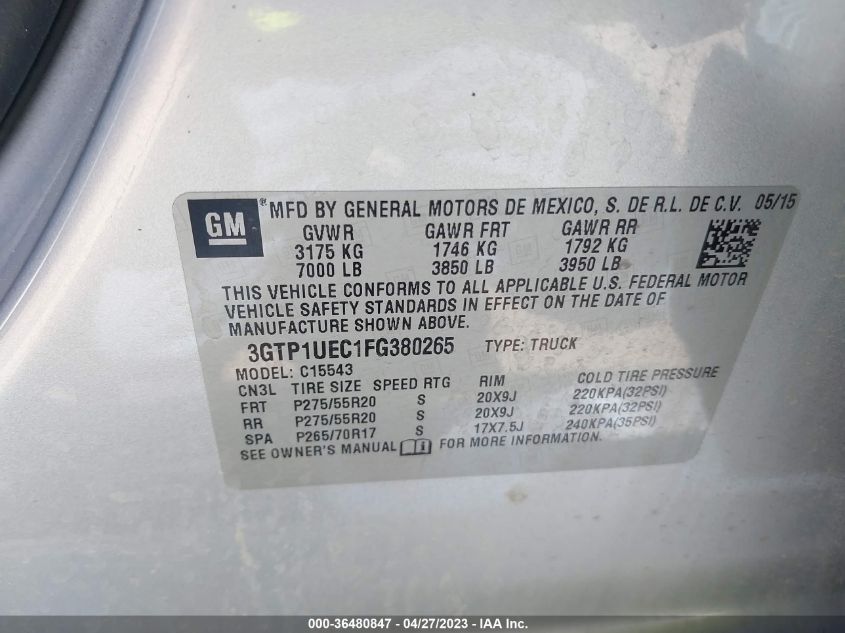 GM ® MFD BY GENERAL MOTORS DE MEXICO, S. DE R.L. DE C.V. 05/15
GVWR GAWR FRT GAWR RR
3175 KG 1746 KG 1792 KG
7000 LB 3850 LB 3950 LB
THIS VEHICLE CONFORMS TO ALL APPLICABLE U.S. FEDERAL MOTOR
VEHICLE SAFETY STANDARDS IN EFFECT ON THE DATE OF
MANUFACTURE SHOWN ABOVE.
3GTP1UEC1FG380265 TYPE: TRUCK
MODEL: C15543
CN3L TIRE SIZE SPEED RTG RIM COLD TIRE PRESSURE
FRT P275/55R20 S 20X9J 220KPA(32PSI)
RR P275/55R20 S 20X9J 220KPA(32PSI)
SPA P265/70R17 S 17X7.5J 240KPA(35PSI)
SEE OWNER'S MANUAL FOR MORE INFORMATION.
000-36480847 - 04/27/2023 - IAA Inc.